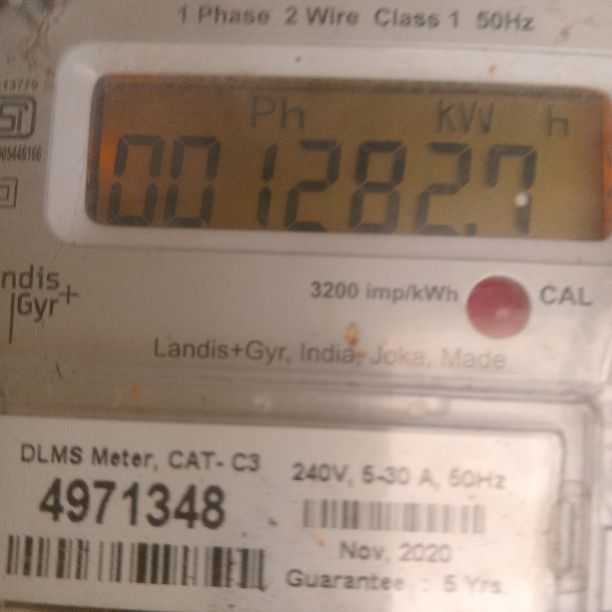 1 Phase 2 Wire Class 1 50Hz
Ph kW h
001282.7
ndis
Gyr+
3200 imp/kWh CAL
Landis+Gyr, India, Joka, Made
DLMS Meter, CAT- C3
4971348
240V, 5-30 A, 50Hz
Nov, 2020
Guarantee : 5 Yrs.